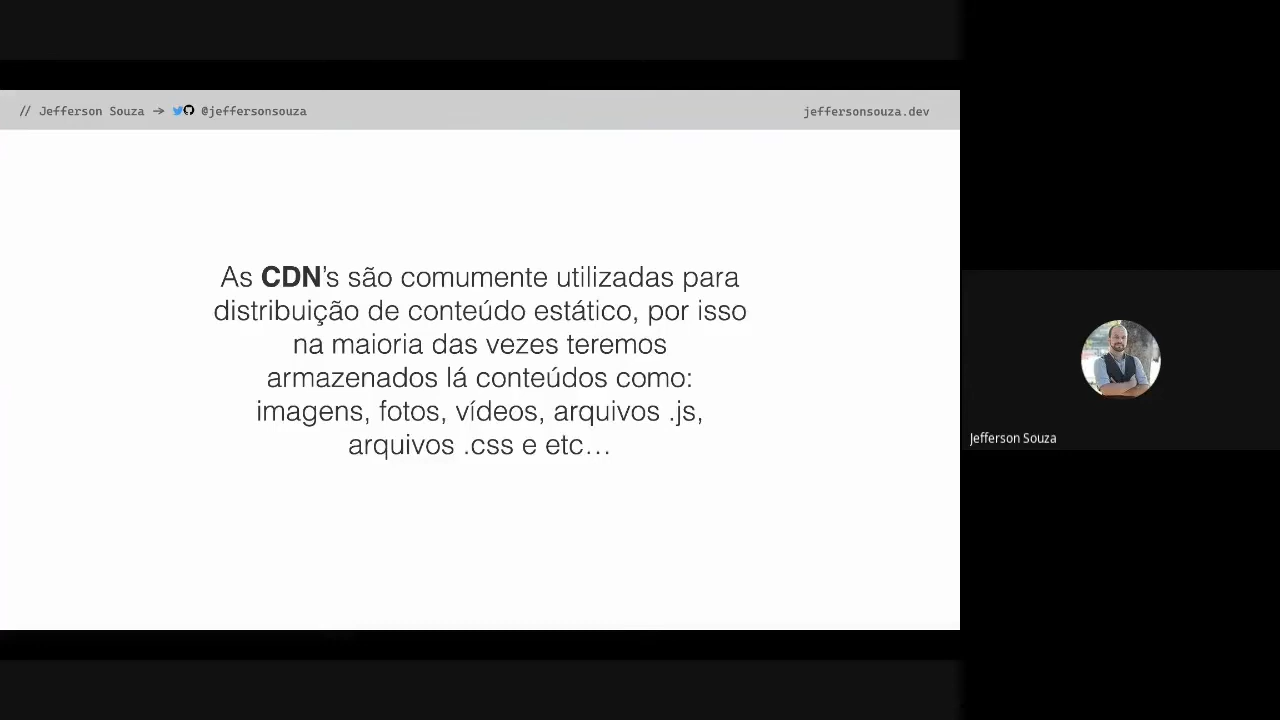 // Jefferson Souza → @jeffersonsouza
jeffersonsouza.dev
As CDN’s são comumente utilizadas para
distribuição de conteúdo estático, por isso
na maioria das vezes teremos
armazenados lá conteúdos como:
imagens, fotos, vídeos, arquivos .js,
arquivos .css e etc…
Jefferson Souza